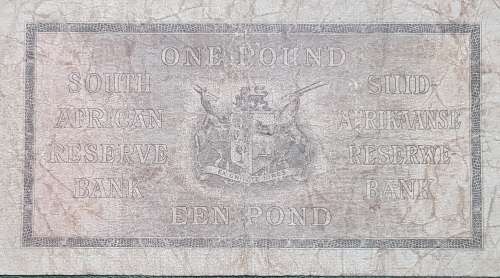 ONE POUND
SOUTH
AFRICAN
RESERVE
BANK
SUID-
AFRIKAANSE
RESERWE
BANK
EEN POND